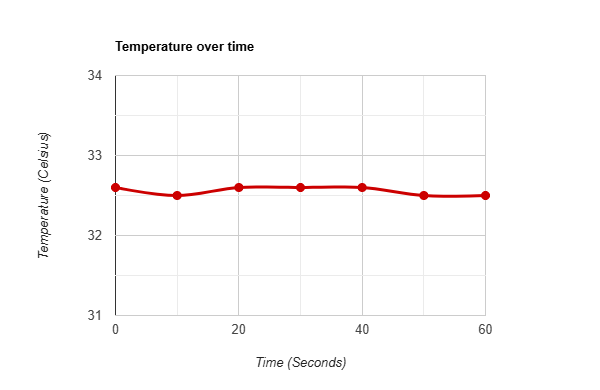 Temperature over time
34
33
32
31
Temperature (Celsius)
0 20 40 60
Time (Seconds)